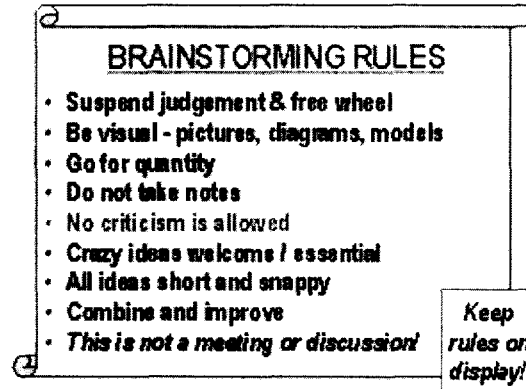 BRAINSTORMING RULES
• Suspend judgement & free wheel
• Be visual - pictures, diagrams, models
• Go for quantity
• Do not take notes
• No criticism is allowed
• Crazy ideas welcome / essential
• All ideas short and snappy
• Combine and improve
• This is not a meeting or discussion!
Keep
rules on
display!